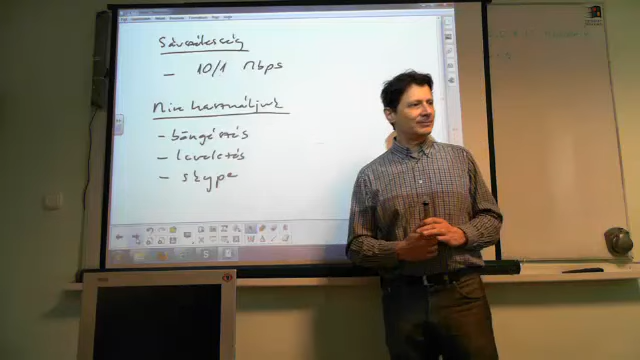 Sávszélesség
– 10/1 Mbps
Mire használjuk
– böngészés
– levelezés
– skype